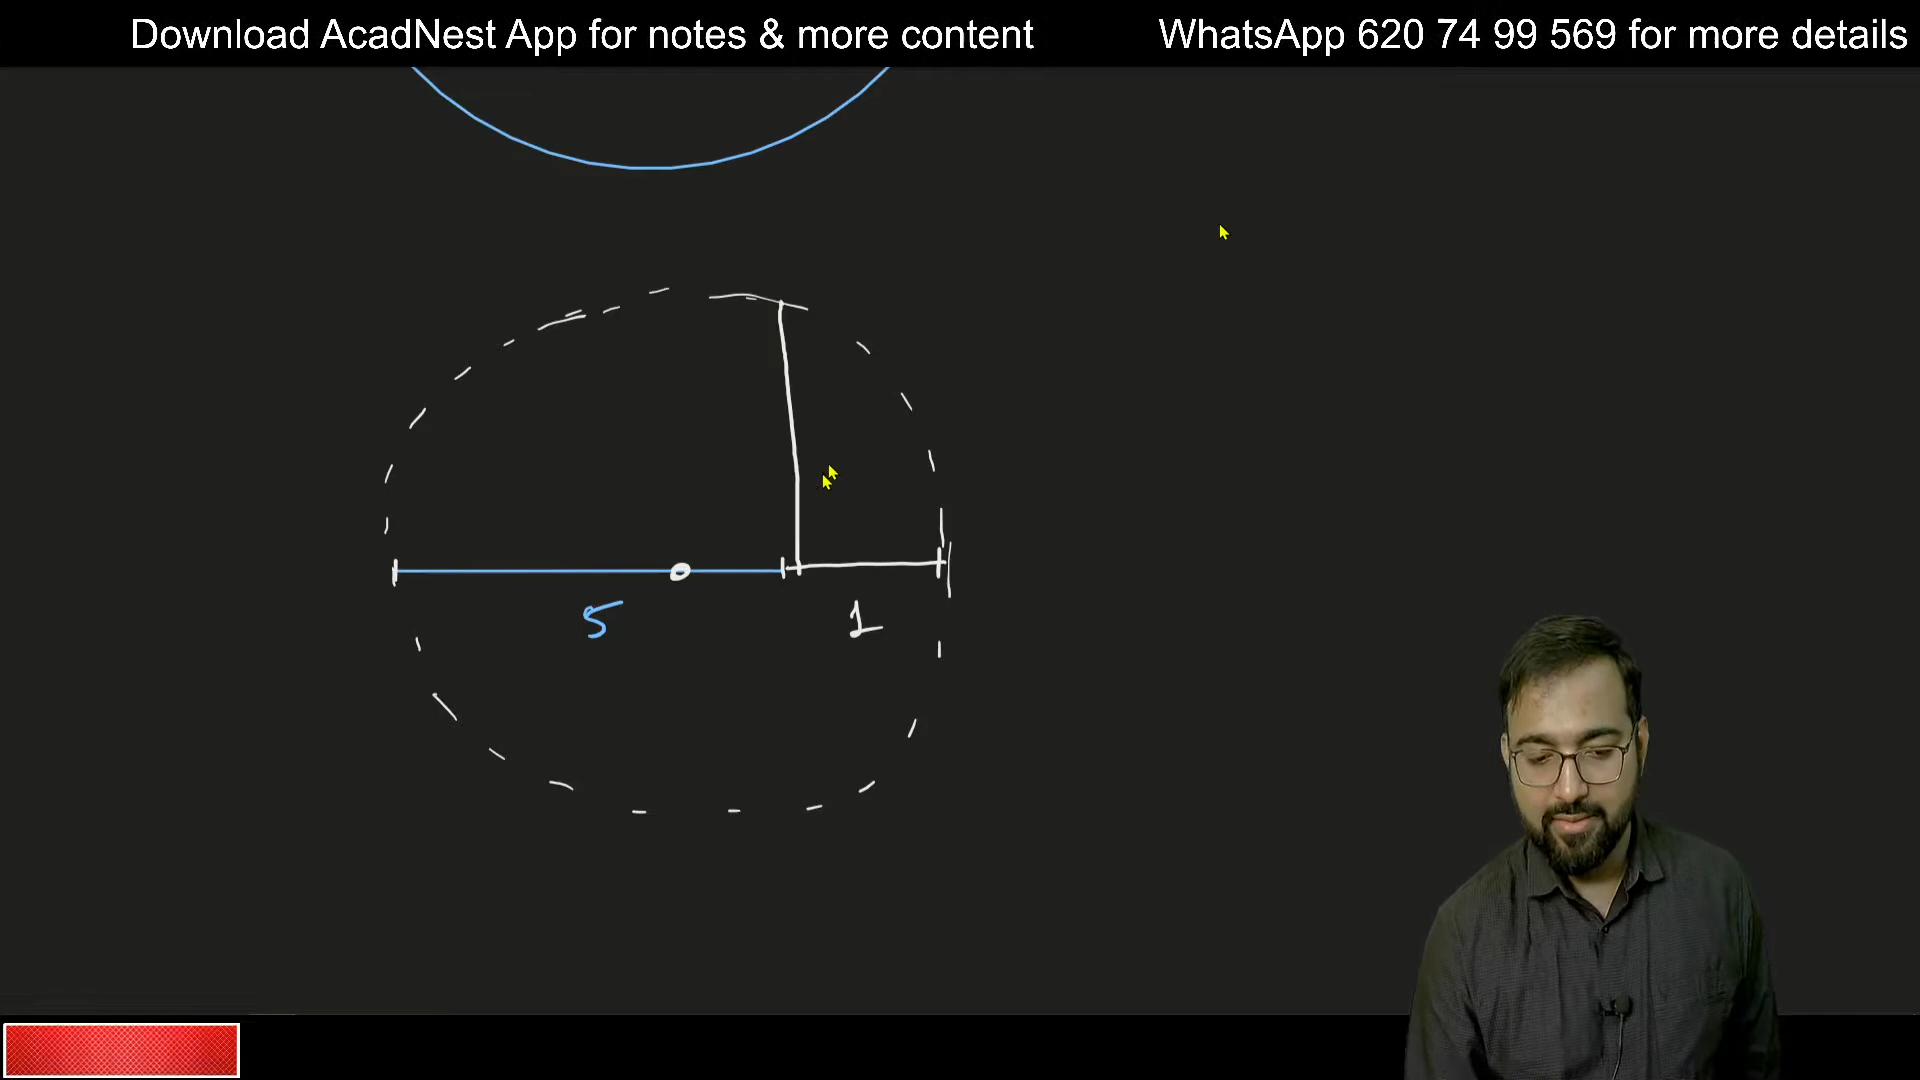 Download AcadNest App for notes & more content
WhatsApp 620 74 99 569 for more details
5
1